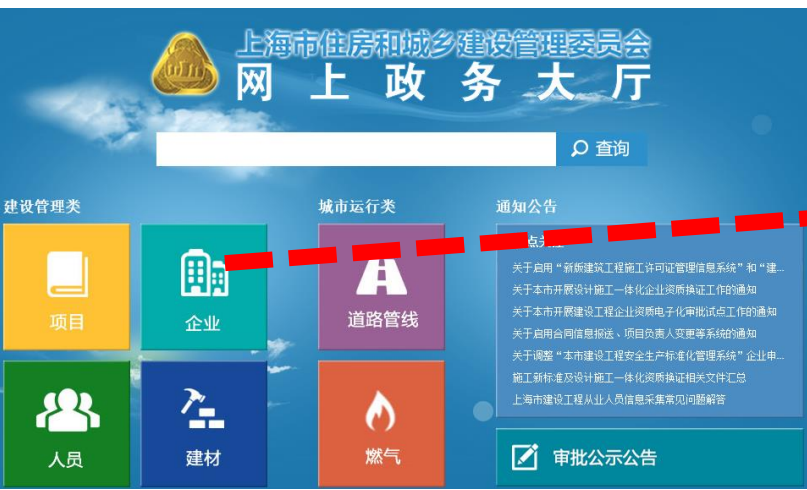 上海市住房和城乡建设管理委员会
网上政务大厅
查询
建设管理类
城市运行类
通知公告
项目
企业
道路管线
人员
建材
燃气
关于启用“新版建筑工程施工许可证管理信息系统”和“建...
关于本市开展设计施工一体化企业资质换证工作的通知
关于本市开展建设工程企业资质电子化审批试点工作的通知
关于启用合同信息报送、项目负责人变更等系统的通知
关于调整“本市建设工程安全生产标准化管理系统”企业申...
施工新标准及设计施工一体化资质换证相关文件汇总
上海市建设工程从业人员信息采集常见问题解答
审批公示公告